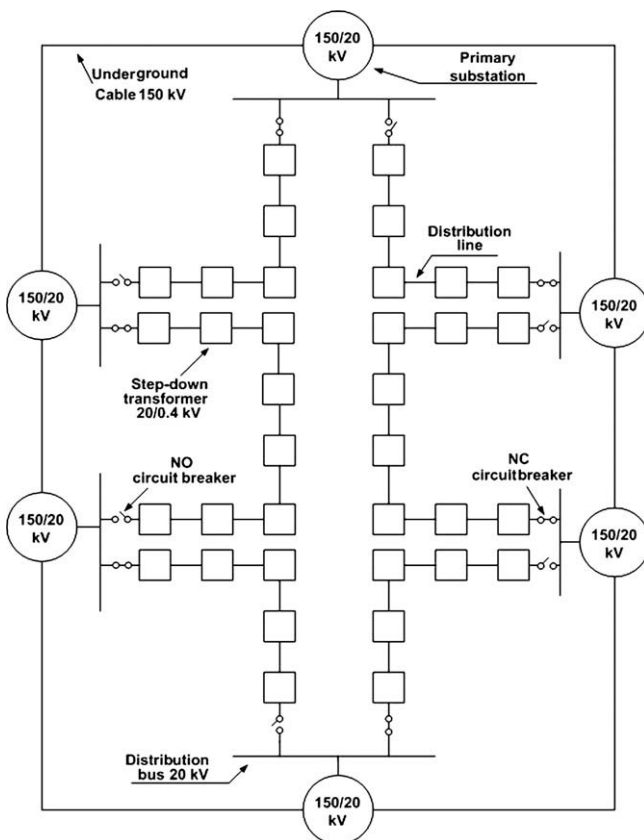 150/20
kV
Underground
Cable 150 kV
Primary
substation
Distribution
line
150/20
kV
150/20
kV
Step-down
transformer
20/0.4 kV
NO
circuit breaker
NC
circuitbreaker
150/20
kV
150/20
kV
Distribution
bus 20 kV
150/20
kV